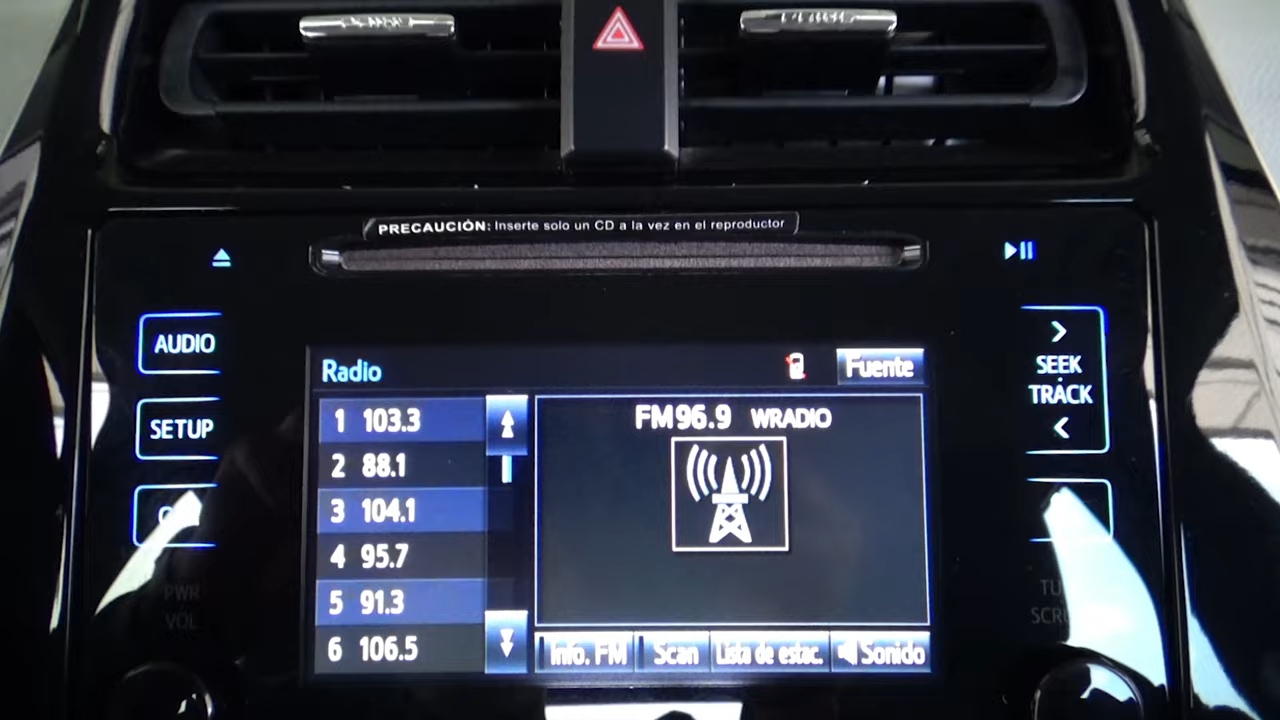 PRECAUCIÓN: Inserte solo un CD a la vez en el reproductor
AUDIO
SETUP
PWR
VOL
Radio
Fuente
1 103.3
2 88.1
3 104.1
4 95.7
5 91.3
6 106.5
FM 96.9 WRADIO
Info. FM
Scan
Lista de estac.
Sonido
SEEK
TRACK